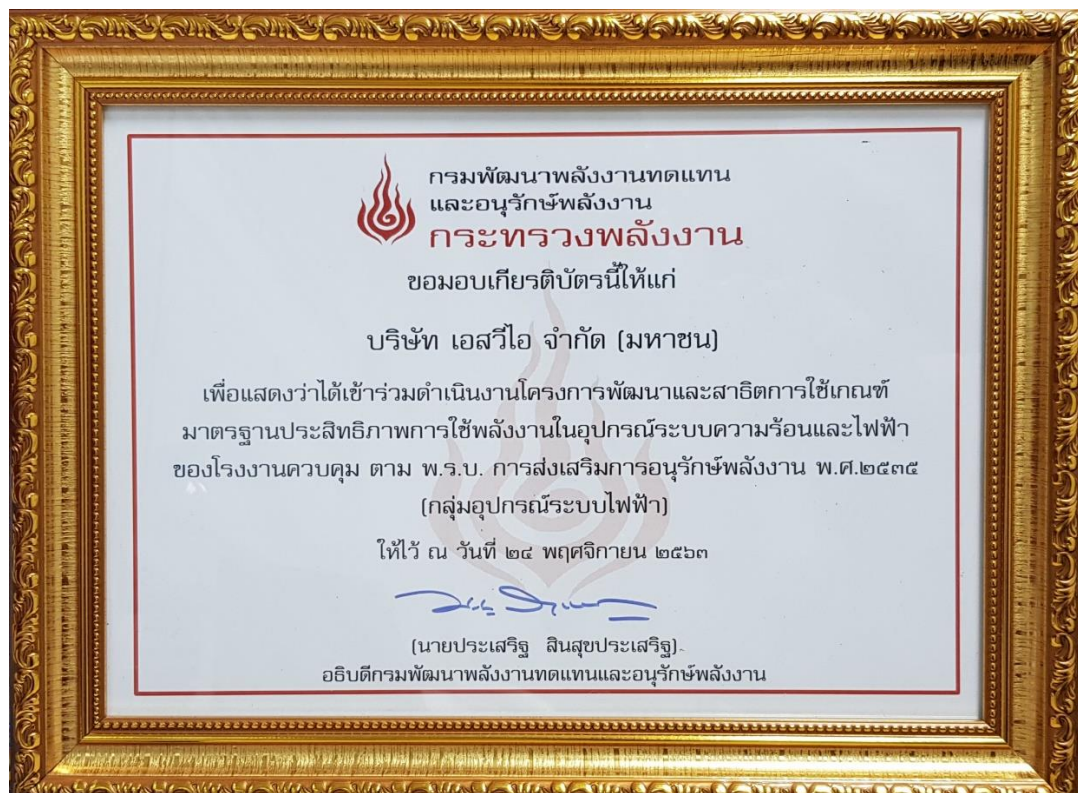 กรมพัฒนาพลังงานทดแทน
และอนุรักษ์พลังงาน
กระทรวงพลังงาน
ขอมอบเกียรติบัตรนี้ให้แก่
บริษัท เอสวีไอ จำกัด (มหาชน)
เพื่อแสดงว่าได้เข้าร่วมดำเนินงานโครงการพัฒนาและสาธิตการใช้เกณฑ์
มาตรฐานประสิทธิภาพการใช้พลังงานในอุปกรณ์ระบบความร้อนและไฟฟ้า
ของโรงงานควบคุม ตาม พ.ร.บ. การส่งเสริมการอนุรักษ์พลังงาน พ.ศ.๒๕๓๕
(กลุ่มอุปกรณ์ระบบไฟฟ้า)
ให้ไว้ ณ วันที่ ๒๔ พฤศจิกายน ๒๕๖๓
(นายประเสริฐ สินสุขประเสริฐ)
อธิบดีกรมพัฒนาพลังงานทดแทนและอนุรักษ์พลังงาน